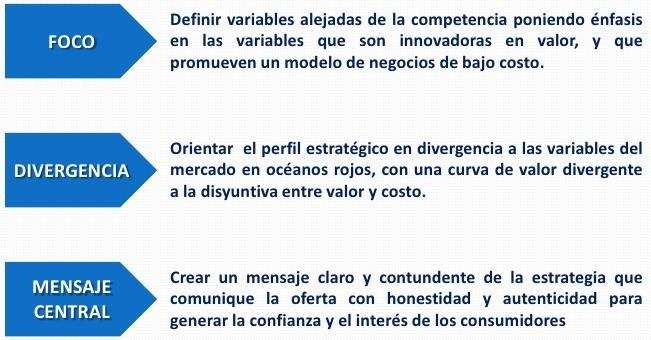 FOCO
Definir variables alejadas de la competencia poniendo énfasis
en las variables que son innovadoras en valor, y que
promueven un modelo de negocios de bajo costo.
DIVERGENCIA
Orientar el perfil estratégico en divergencia a las variables del
mercado en océanos rojos, con una curva de valor divergente
a la disyuntiva entre valor y costo.
MENSAJE
CENTRAL
Crear un mensaje claro y contundente de la estrategia que
comunique la oferta con honestidad y autenticidad para
generar la confianza y el interés de los consumidores